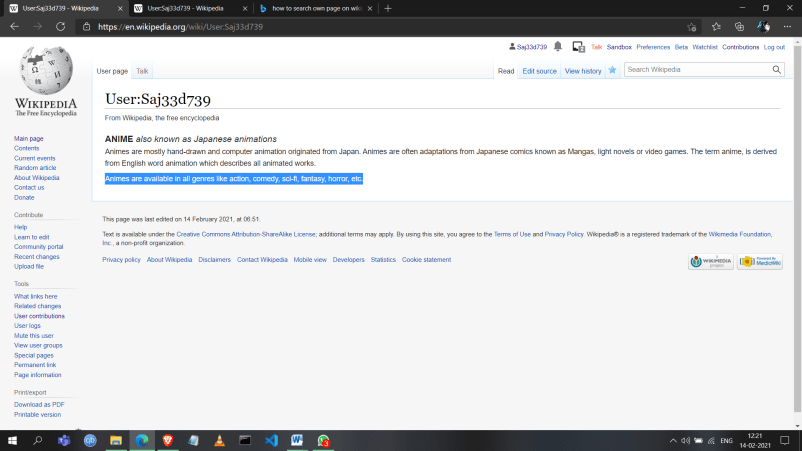 User:Saj33d739 - Wikipedia
User:Saj33d739 - Wikipedia
how to search own page on wiki
https://en.wikipedia.org/wiki/User:Saj33d739
Saj33d739 Talk Sandbox Preferences Beta Watchlist Contributions Log out
User page Talk Read Edit source View history Search Wikipedia
WIKIPEDIA
The Free Encyclopedia
User:Saj33d739
From Wikipedia, the free encyclopedia
ANIME also known as Japanese animations
Animes are mostly hand-drawn and computer animation originated from Japan. Animes are often adaptations from Japanese comics known as Mangas, light novels or video games. The term anime, is derived
from English word animation which describes all animated works.
Animes are available in all genres like action, comedy, sci-fi, fantasy, horror, etc.
Main page
Contents
Current events
Random article
About Wikipedia
Contact us
Donate
Contribute
Help
Learn to edit
Community portal
Recent changes
Upload file
Tools
What links here
Related changes
User contributions
User logs
Mute this user
View user groups
Special pages
Permanent link
Page information
Print/export
Download as PDF
Printable version
This page was last edited on 14 February 2021, at 06:51.
Text is available under the Creative Commons Attribution-ShareAlike License; additional terms may apply. By using this site, you agree to the Terms of Use and Privacy Policy. Wikipedia® is a registered trademark of the Wikimedia Foundation,
Inc., a non-profit organization.
Privacy policy About Wikipedia Disclaimers Contact Wikipedia Mobile view Developers Statistics Cookie statement
A
WIKIMEDIA
project
Powered By
MediaWiki
ENG
12:21
14-02-2021